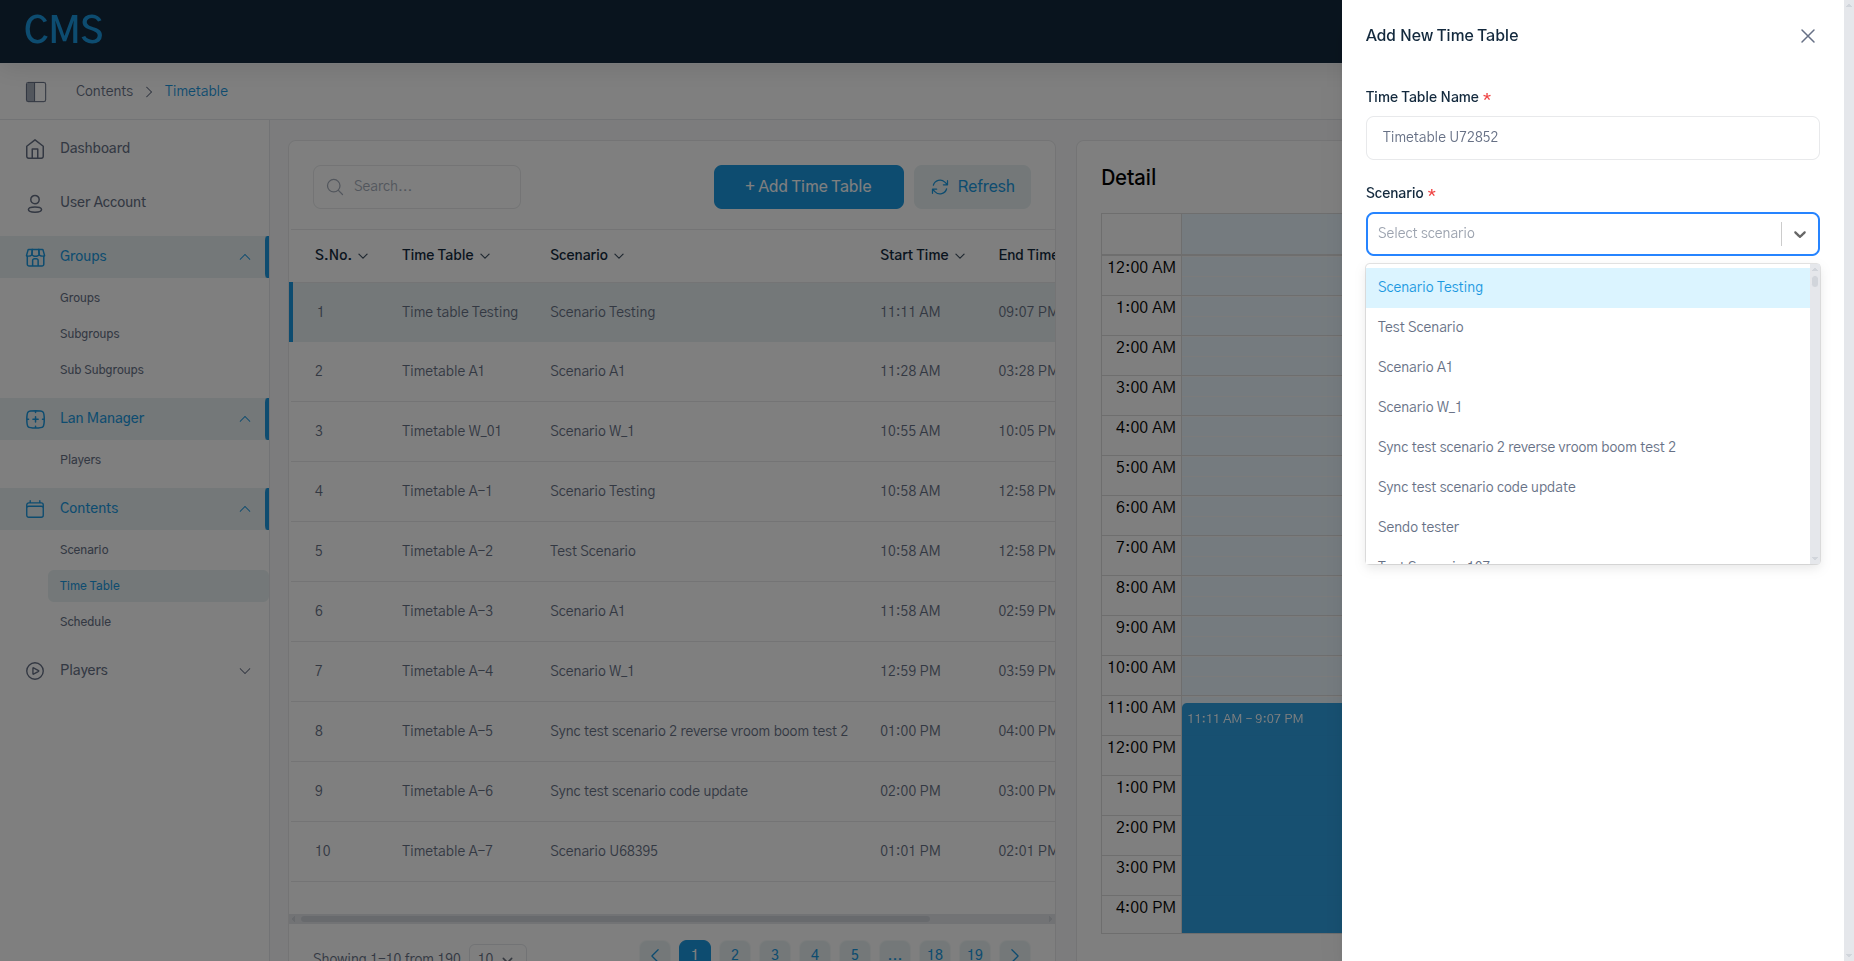 CMS
Contents > Timetable
Dashboard
User Account
Groups
Groups
Subgroups
Sub Subgroups
Lan Manager
Players
Contents
Scenario
Time Table
Schedule
Players
Search...
+ Add Time Table
Refresh
S.No. Time Table Scenario Start Time End Time
1 Time table Testing Scenario Testing 11:11 AM 09:07 PM
2 Timetable A1 Scenario A1 11:28 AM 03:28 PM
3 Timetable W_01 Scenario W_1 10:55 AM 10:05 PM
4 Timetable A-1 Scenario Testing 10:58 AM 12:58 PM
5 Timetable A-2 Test Scenario 10:58 AM 12:58 PM
6 Timetable A-3 Scenario A1 11:58 AM 02:59 PM
7 Timetable A-4 Scenario W_1 12:59 PM 03:59 PM
8 Timetable A-5 Sync test scenario 2 reverse vroom boom test 2 01:00 PM 04:00 PM
9 Timetable A-6 Sync test scenario code update 02:00 PM 03:00 PM
10 Timetable A-7 Scenario U68395 01:01 PM 02:01 PM
Showing 1-10 from 190 10
1 2 3 4 5 ... 18 19
Detail
12:00 AM
1:00 AM
2:00 AM
3:00 AM
4:00 AM
5:00 AM
6:00 AM
7:00 AM
8:00 AM
9:00 AM
10:00 AM
11:00 AM
11:11 AM - 9:07 PM
12:00 PM
1:00 PM
2:00 PM
3:00 PM
4:00 PM
Add New Time Table
Time Table Name *
Timetable U72852
Scenario *
Select scenario
Scenario Testing
Test Scenario
Scenario A1
Scenario W_1
Sync test scenario 2 reverse vroom boom test 2
Sync test scenario code update
Sendo tester